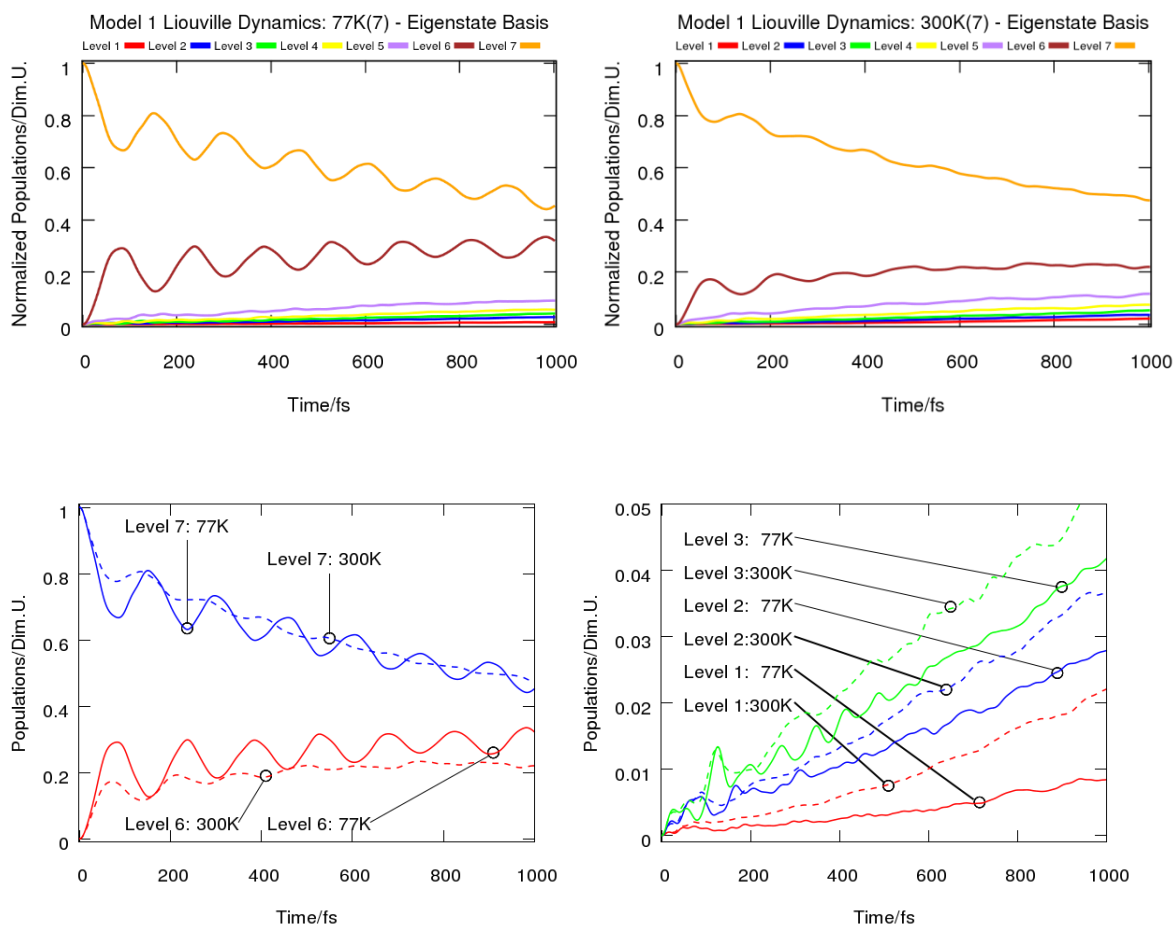 Model 1 Liouville Dynamics: 77K(7) - Eigenstate Basis
Level 1 Level 2 Level 3 Level 4 Level 5 Level 6 Level 7
Normalized Populations/Dim.U.
1
0.8
0.6
0.4
0.2
0
0 200 400 600 800 1000
Time/fs
Model 1 Liouville Dynamics: 300K(7) - Eigenstate Basis
Level 1 Level 2 Level 3 Level 4 Level 5 Level 6 Level 7
Normalized Populations/Dim.U.
1
0.8
0.6
0.4
0.2
0
0 200 400 600 800 1000
Time/fs
Populations/Dim.U.
1
0.8
0.6
0.4
0.2
0
Level 7: 77K
Level 7: 300K
Level 6: 300K
Level 6: 77K
0 200 400 600 800 1000
Time/fs
Populations/Dim.U.
0.05
0.04
0.03
0.02
0.01
0
Level 3: 77K
Level 3:300K
Level 2: 77K
Level 2:300K
Level 1: 77K
Level 1:300K
0 200 400 600 800 1000
Time/fs